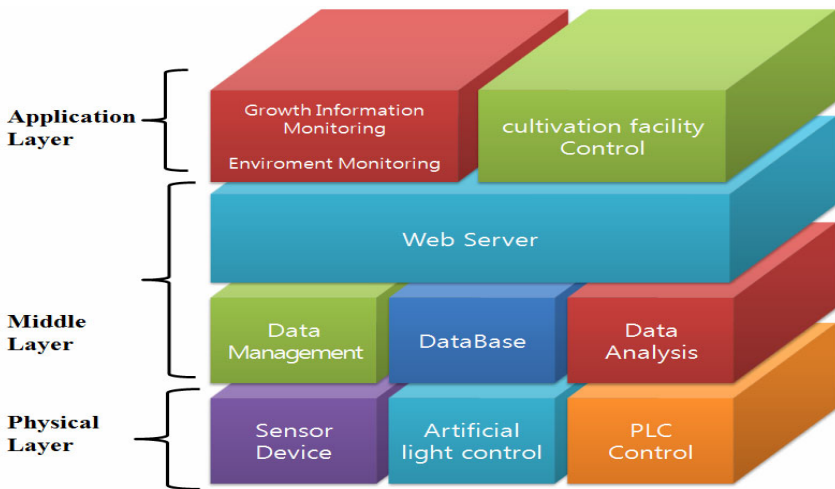 Application
Layer
Growth Information
Monitoring
Enviroment Monitoring
cultivation facility
Control
Middle
Layer
Web Server
Data
Management
DataBase
Data
Analysis
Physical
Layer
Sensor
Device
Artificial
light control
PLC
Control